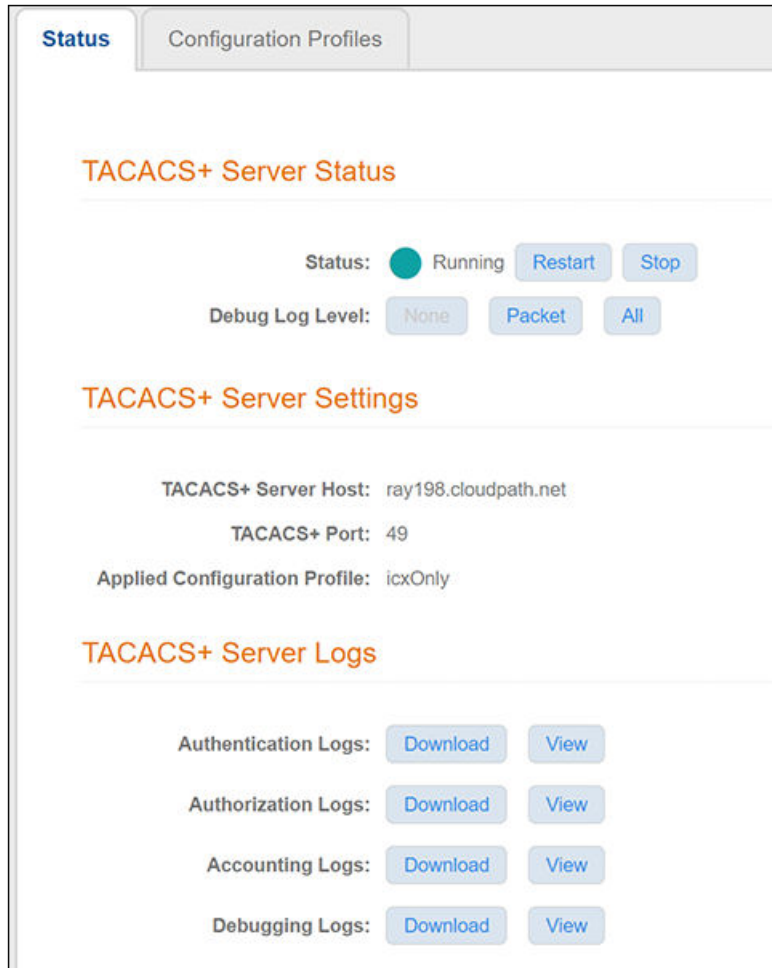 Status Configuration Profiles
TACACS+ Server Status
Status: Running Restart Stop
Debug Log Level: None Packet All
TACACS+ Server Settings
TACACS+ Server Host: ray198.cloudpath.net
TACACS+ Port: 49
Applied Configuration Profile: icxOnly
TACACS+ Server Logs
Authentication Logs: Download View
Authorization Logs: Download View
Accounting Logs: Download View
Debugging Logs: Download View